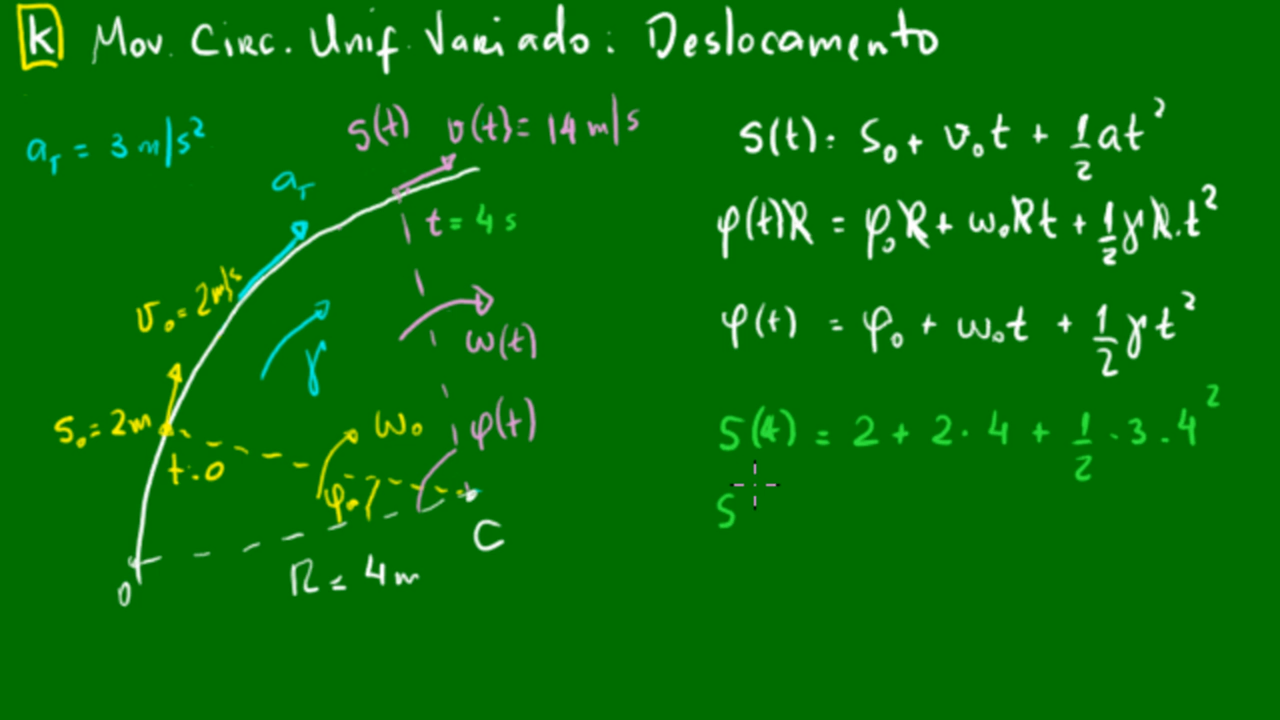 k Mov. Circ. Unif. Variado: Deslocamento
a_T = 3 m/s²
s(t) v(t) = 14 m/s
a_T
t = 4 s
v₀ = 2 m/s
γ
ω(t)
s₀ = 2m
t = 0
ω₀
φ(t)
φ₀
C
R = 4 m
0
s(t) = s₀ + v₀t + 1/2 at²
φ(t)R = φ₀R + ω₀Rt + 1/2 γR.t²
φ(t) = φ₀ + ω₀t + 1/2 γt²
s(4) = 2 + 2 · 4 + 1/2 · 3 . 4²
s